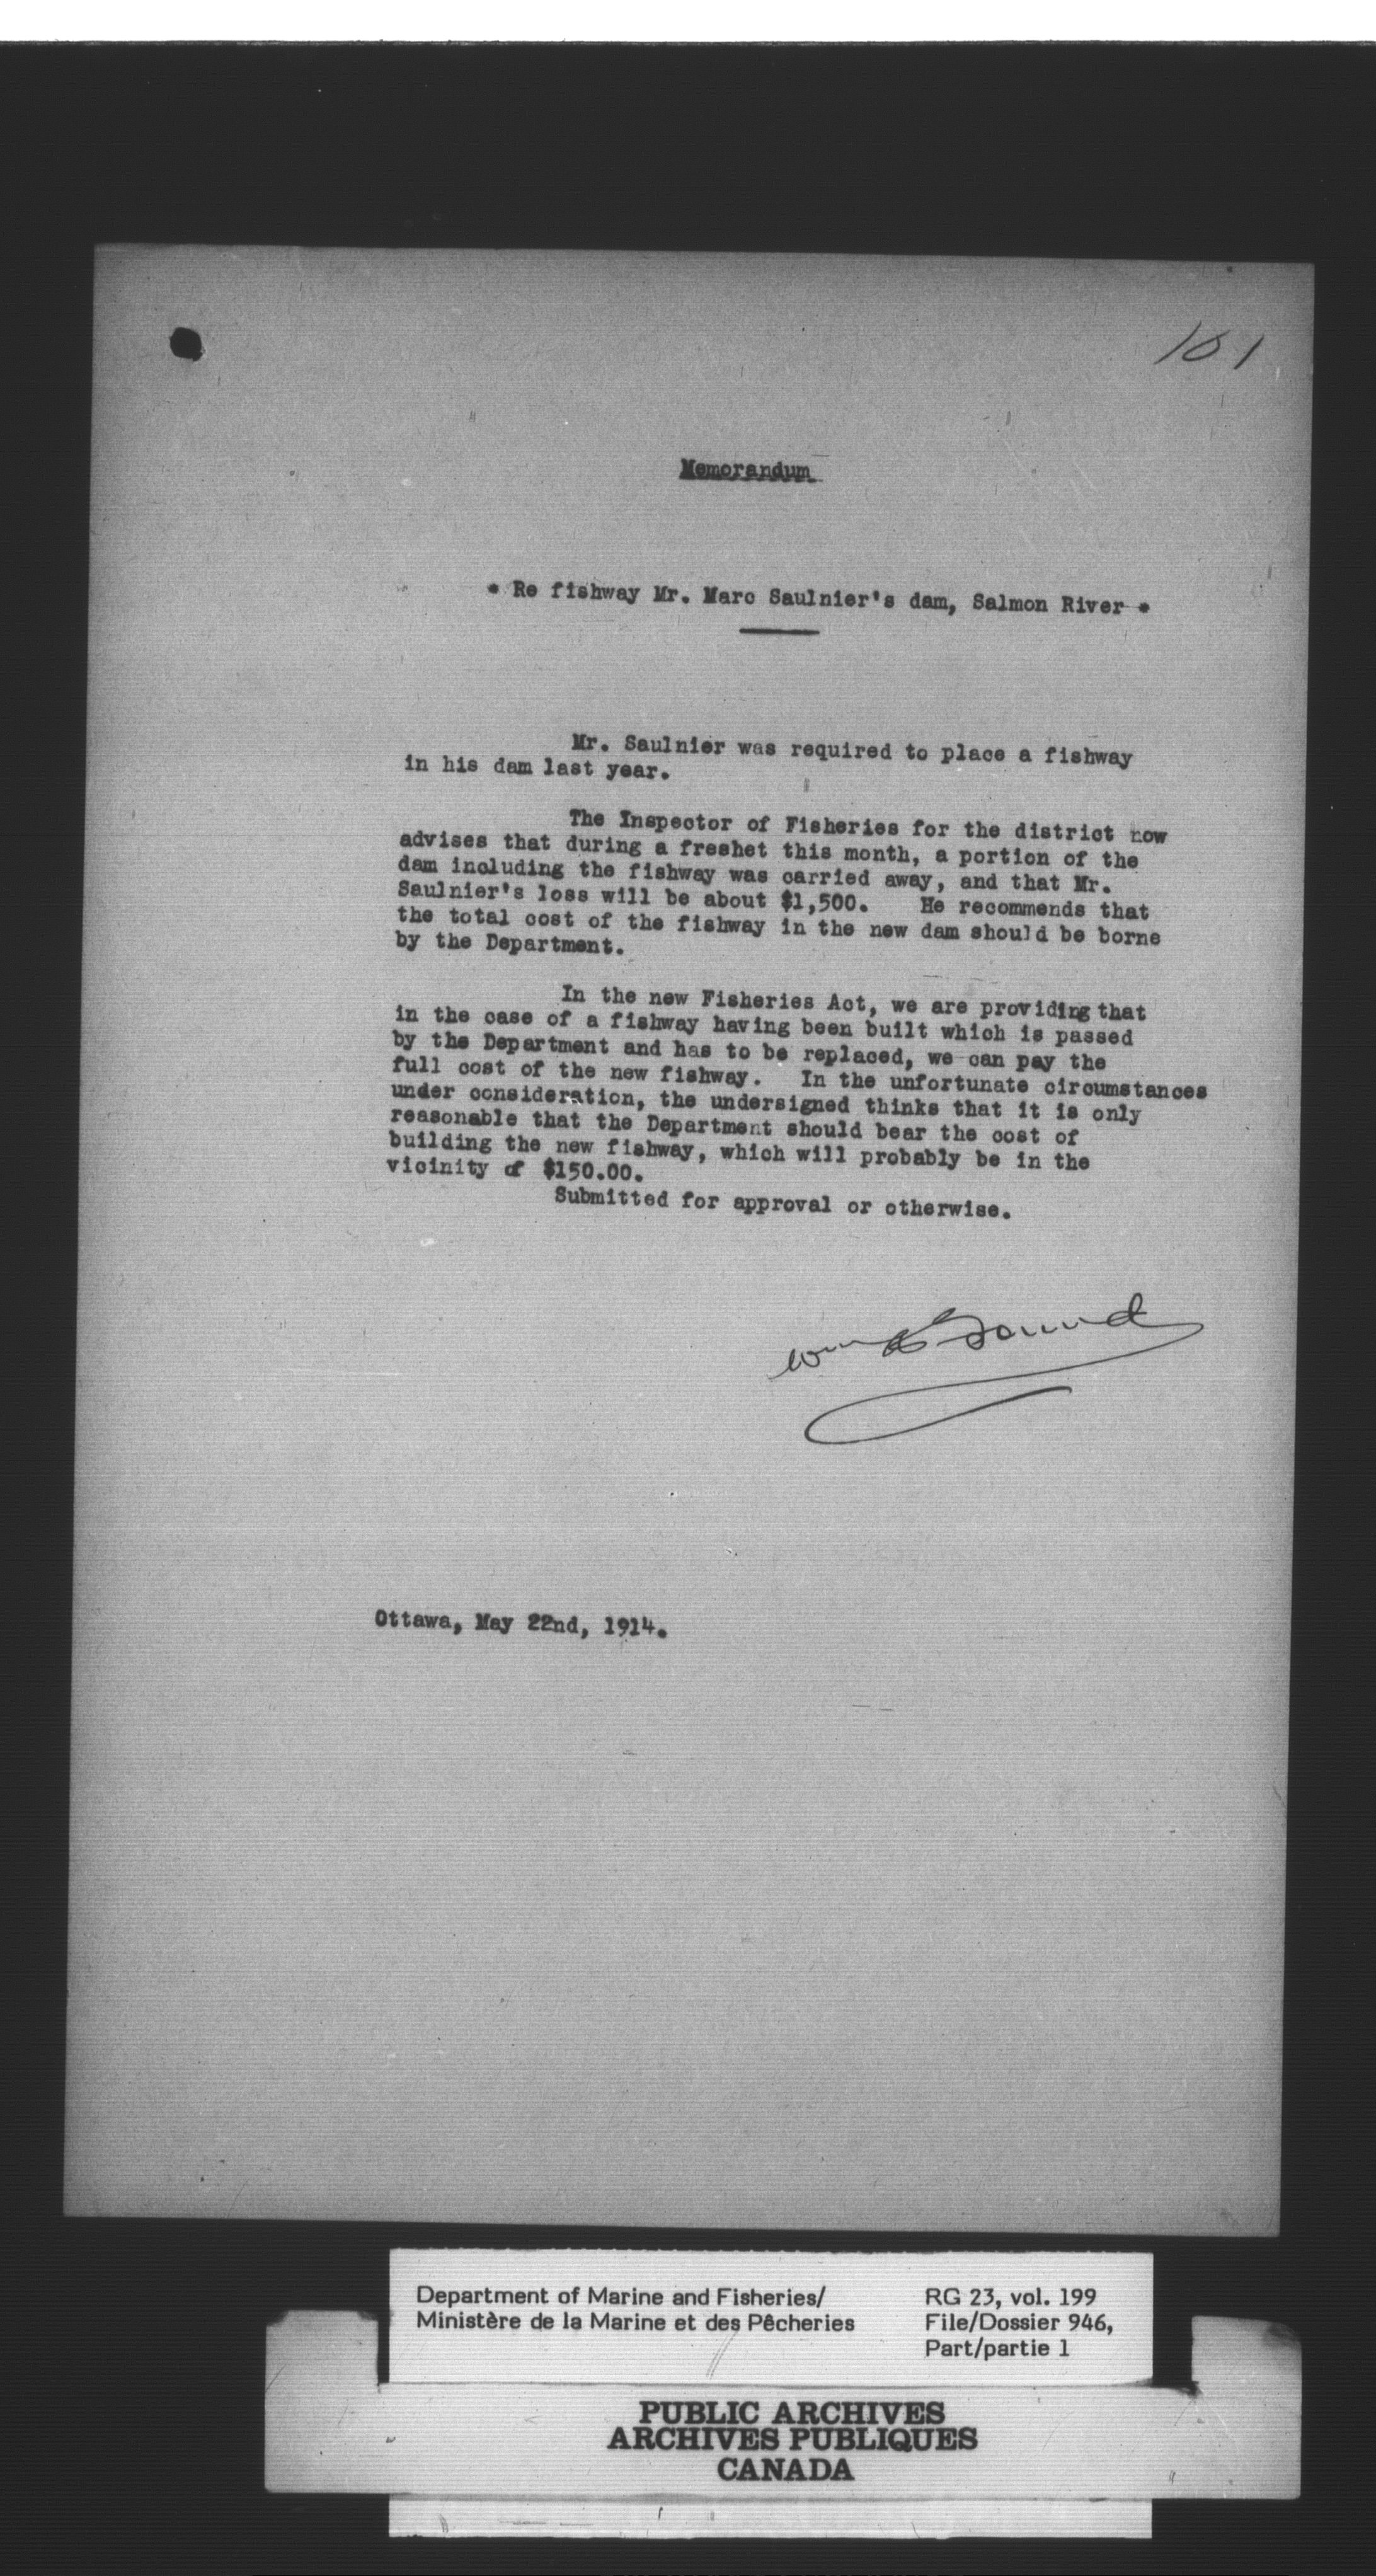 101
Memorandum
* Re fishway Mr. Marc Saulnier's dam, Salmon River *
Mr. Saulnier was required to place a fishway
in his dam last year.
The Inspector of Fisheries for the district now
advises that during a freshet this month, a portion of the
dam including the fishway was carried away, and that Mr.
Saulnier's loss will be about $1,500. He recommends that
the total cost of the fishway in the new dam should be borne
by the Department.
In the new Fisheries Act, we are providing that
in the case of a fishway having been built which is passed
by the Department and has to be replaced, we can pay the
full cost of the new fishway. In the unfortunate circumstances
under consideration, the undersigned thinks that it is only
reasonable that the Department should bear the cost of
building the new fishway, which will probably be in the
vicinity of $150.00.
Submitted for approval or otherwise.
Ottawa, May 22nd, 1914.
Department of Marine and Fisheries/
Ministère de la Marine et des Pêcheries
RG 23, vol. 199
File/Dossier 946,
Part/partie 1
PUBLIC ARCHIVES
ARCHIVES PUBLIQUES
CANADA